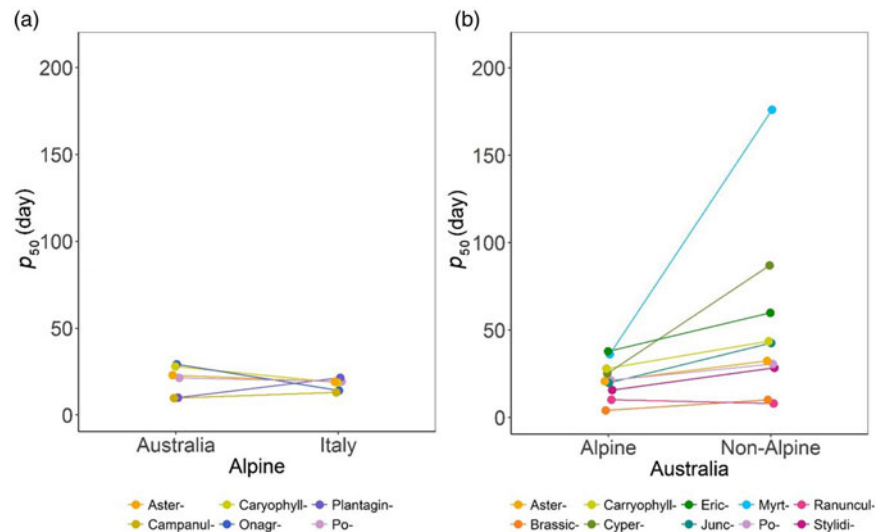 (a)
200
150
100
50
0
p50 (day)
Australia Italy
Alpine
Aster- Caryophyll- Plantagin-
Campanul- Onagr- Po-
(b)
200
150
100
50
0
p50 (day)
Alpine Non-Alpine
Australia
Aster- Carryophyll- Eric- Myrt- Ranuncul-
Brassic- Cyper- Junc- Po- Stylidi-